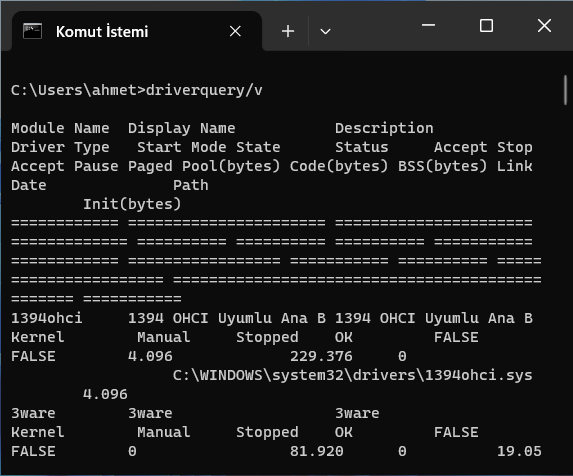 Komut İstemi
C:\Users\ahmet>driverquery/v
Module Name  Display Name           Description
Driver Type   Start Mode State      Status     Accept Stop
Accept Pause Paged Pool(bytes) Code(bytes) BSS(bytes) Link
Date              Path
        Init(bytes)
============ ====================== ======================
============= ========== ========== ========== ===========
============ ================= =========== ========== =====
================= =========================================
======= ===========
1394ohci     1394 OHCI Uyumlu Ana B 1394 OHCI Uyumlu Ana B
Kernel        Manual     Stopped    OK         FALSE
FALSE        4.096             229.376     0
                  C:\WINDOWS\system32\drivers\1394ohci.sys
        4.096
3ware        3ware                  3ware
Kernel        Manual     Stopped    OK         FALSE
FALSE        0                 81.920      0          19.05